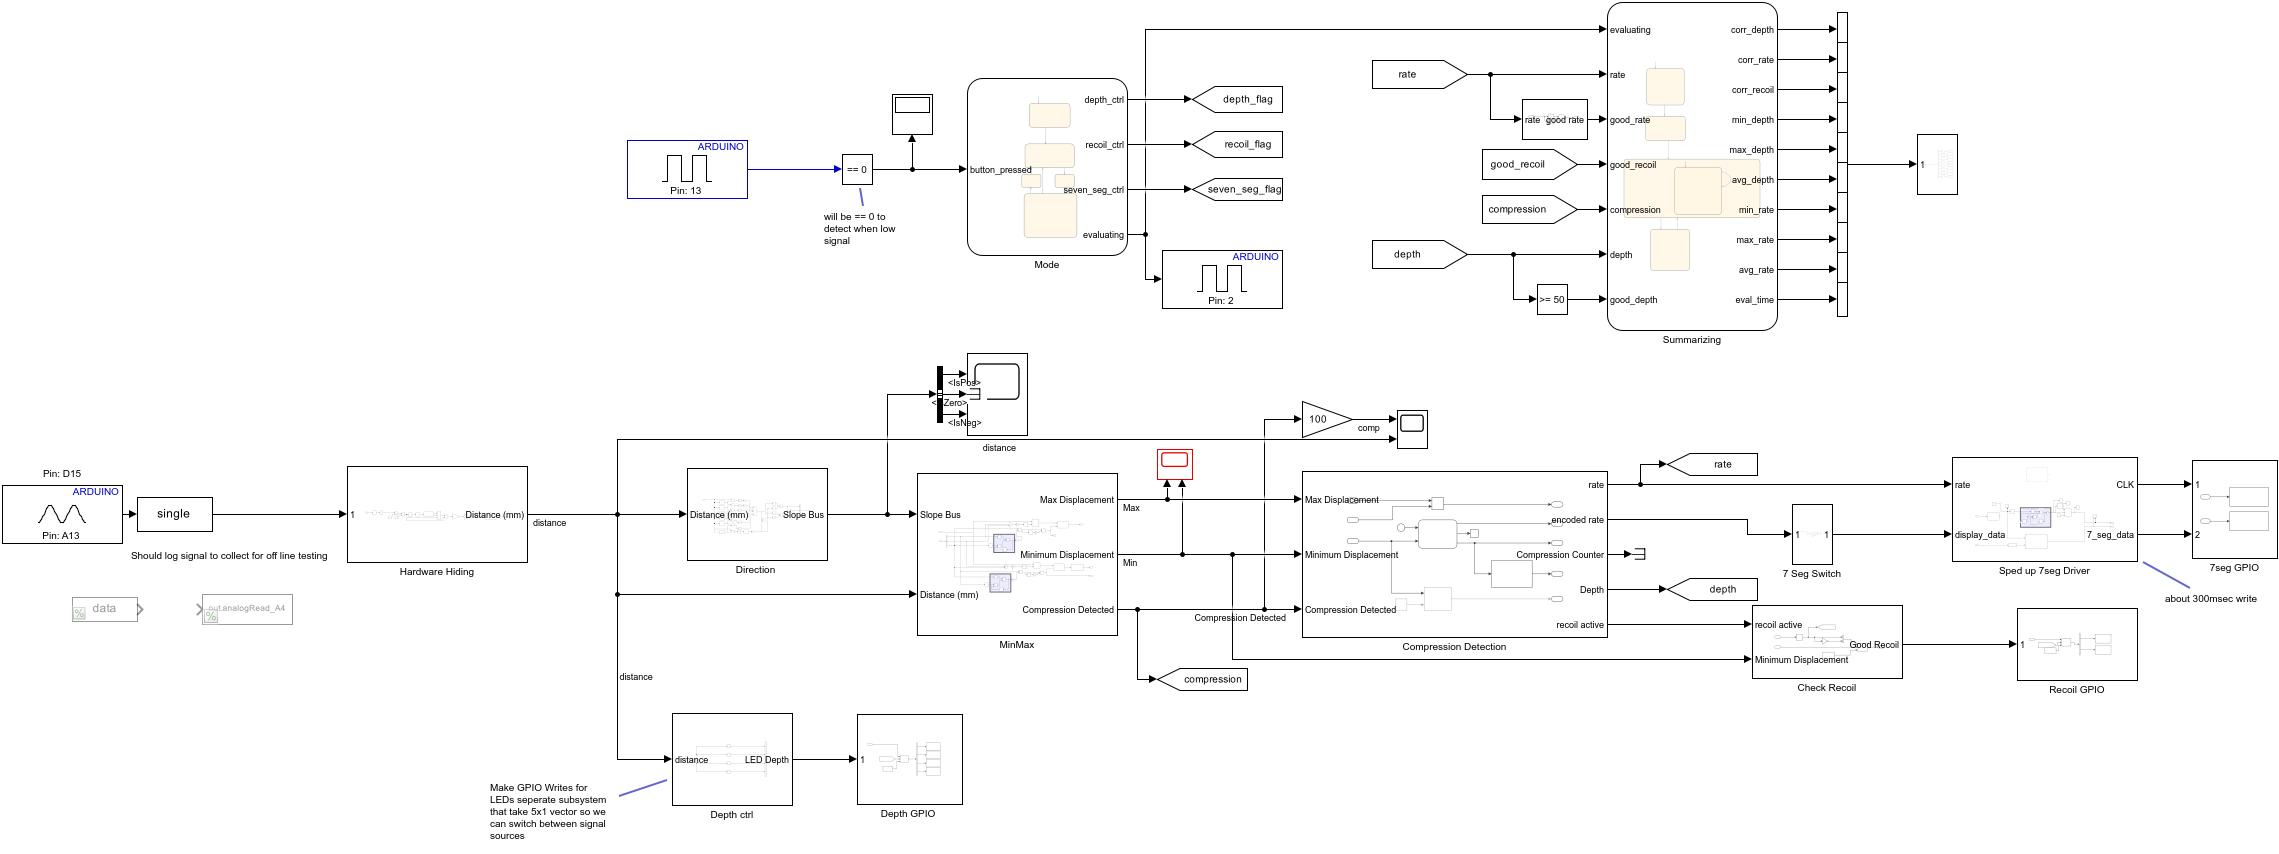 evaluating
corr_depth
corr_rate
rate
rate
corr_recoil
depth_ctrl
depth_flag
rate
good rate
good_rate
min_depth
ARDUINO
recoil_ctrl
recoil_flag
max_depth
== 0
good_recoil
good_recoil
1
button_pressed
avg_depth
Pin: 13
seven_seg_ctrl
seven_seg_flag
compression
compression
min_rate
will be == 0 to
detect when low
signal
evaluating
max_rate
ARDUINO
depth
depth
Mode
avg_rate
Pin: 2
>= 50
good_depth
eval_time
Summarizing
<IsPos>
Zero>
<IsNeg>
distance
100
comp
Pin: D15
rate
ARDUINO
rate
rate
CLK
1
Max Displacement
Max Displacement
Max
single
1
Distance (mm)
distance
Distance (mm)
Slope Bus
Slope Bus
encoded rate
Pin: A13
1
1
display_data
7_seg_data
2
Should log signal to collect for off line testing
Minimum Displacement
Min
Minimum Displacement
Compression Counter
Hardware Hiding
Direction
7 Seg Switch
Sped up 7seg Driver
7seg GPIO
Distance (mm)
Depth
depth
about 300msec write
data
out.analogRead_A4
Compression Detected
Compression Detected
Compression Detected
recoil active
recoil active
MinMax
Compression Detection
Good Recoil
1
Minimum Displacement
distance
compression
Check Recoil
Recoil GPIO
distance
LED Depth
1
Make GPIO Writes for
LEDs seperate subsystem
that take 5x1 vector so we
can switch between signal
sources
Depth ctrl
Depth GPIO